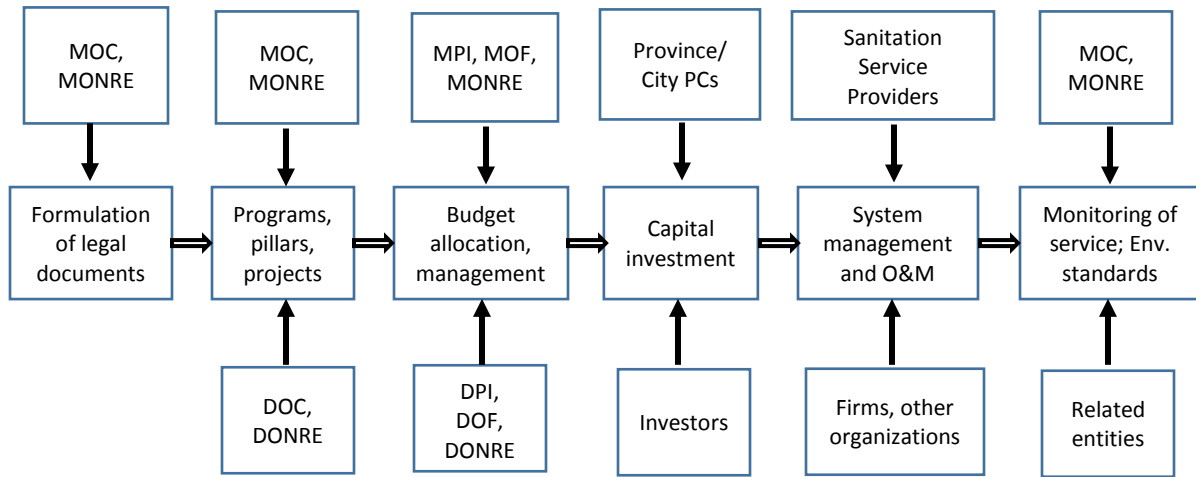 MOC,
MONRE
MOC,
MONRE
MPI, MOF,
MONRE
Province/
City PCs
Sanitation
Service
Providers
MOC,
MONRE
Formulation
of legal
documents
Programs,
pillars,
projects
Budget
allocation,
management
Capital
investment
System
management
and O&M
Monitoring of
service; Env.
standards
DOC,
DONRE
DPI,
DOF,
DONRE
Investors
Firms, other
organizations
Related
entities